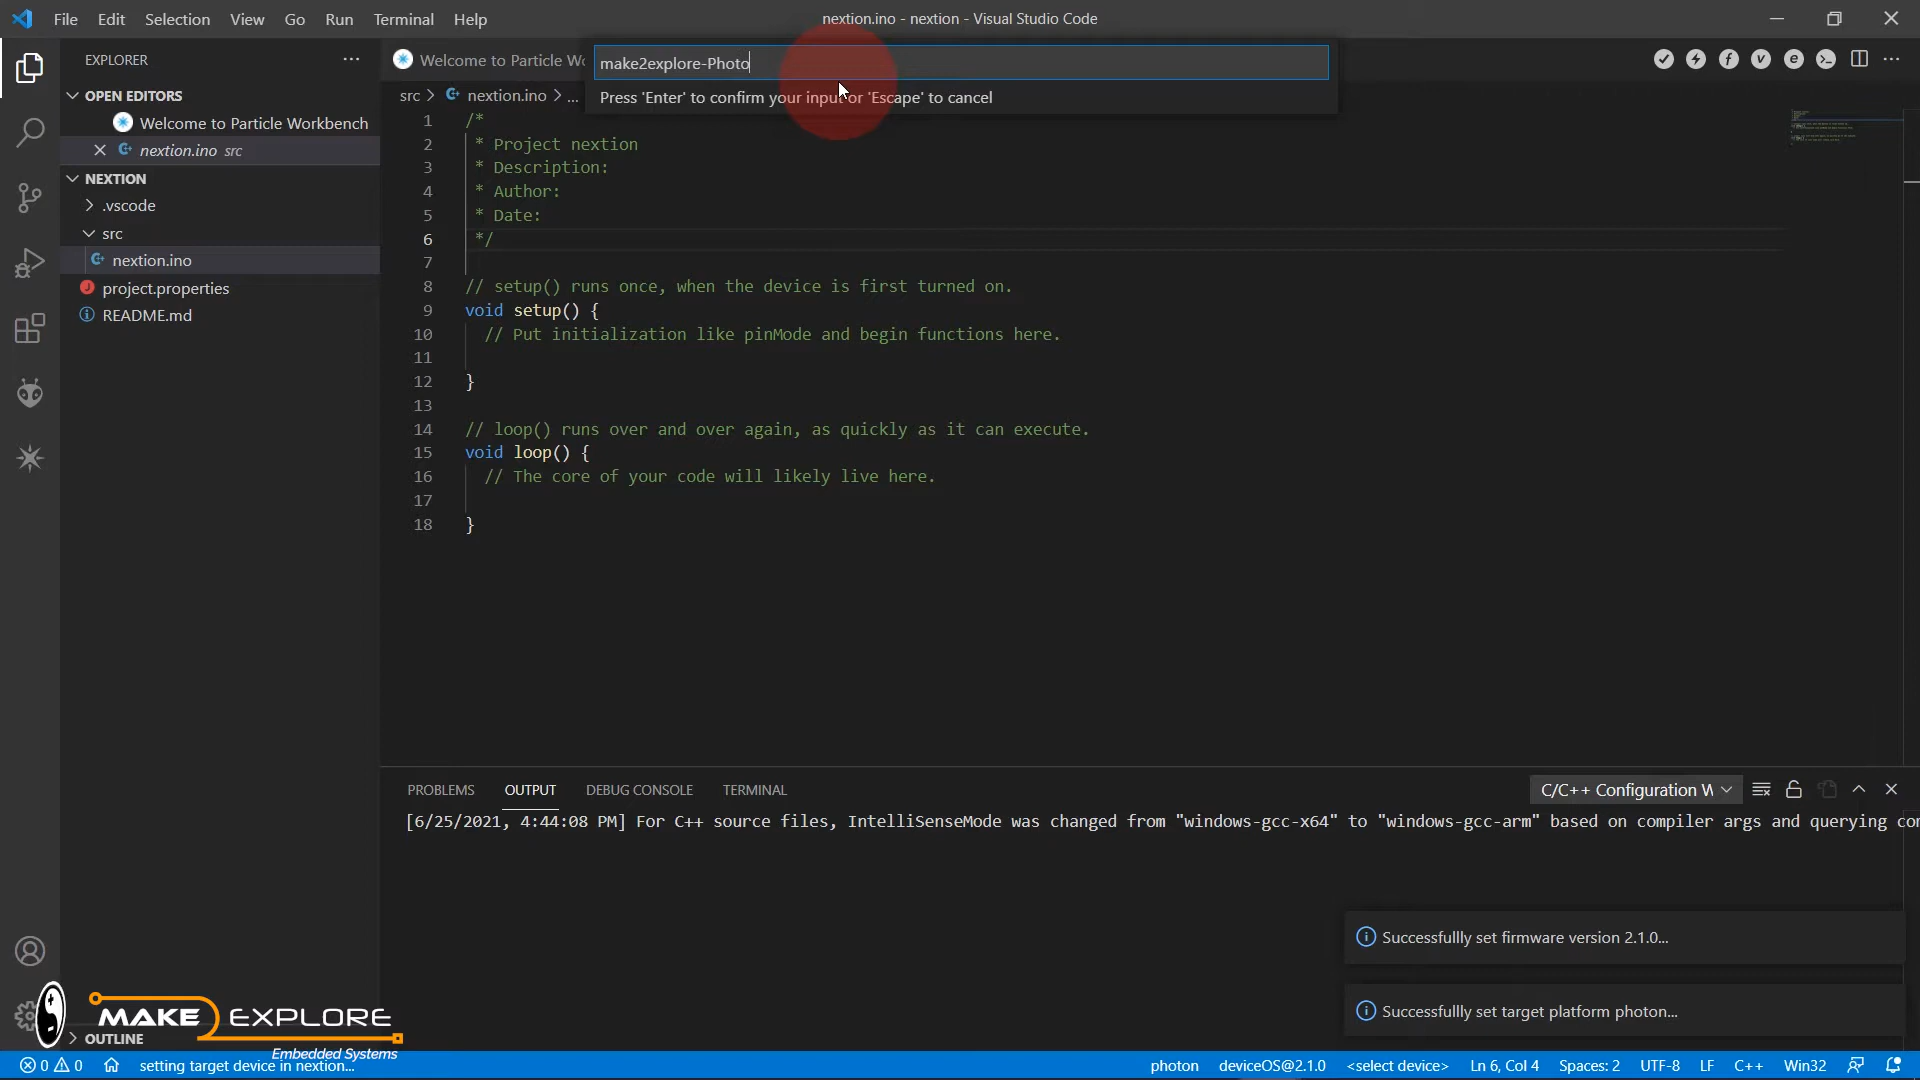 File Edit Selection View Go Run Terminal Help
nextion.ino - nextion - Visual Studio Code
EXPLORER
Welcome to Particle Wo
make2explore-Photo
Press 'Enter' to confirm your input or 'Escape' to cancel
OPEN EDITORS
Welcome to Particle Workbench
nextion.ino src
NEXTION
.vscode
src
nextion.ino
project.properties
README.md
src > nextion.ino > ...
1 /*
2 * Project nextion
3 * Description:
4 * Author:
5 * Date:
6 */
7
8 // setup() runs once, when the device is first turned on.
9 void setup() {
10 // Put initialization like pinMode and begin functions here.
11
12 }
13
14 // loop() runs over and over again, as quickly as it can execute.
15 void loop() {
16 // The core of your code will likely live here.
17
18 }
PROBLEMS OUTPUT DEBUG CONSOLE TERMINAL
C/C++ Configuration W
[6/25/2021, 4:44:08 PM] For C++ source files, IntelliSenseMode was changed from "windows-gcc-x64" to "windows-gcc-arm" based on compiler args and querying co
Successfullly set firmware version 2.1.0...
Successfullly set target platform photon...
MAKE EXPLORE
Embedded Systems
OUTLINE
0 0 setting target device in nextion...
photon deviceOS@2.1.0 <select device> Ln 6, Col 4 Spaces: 2 UTF-8 LF C++ Win32